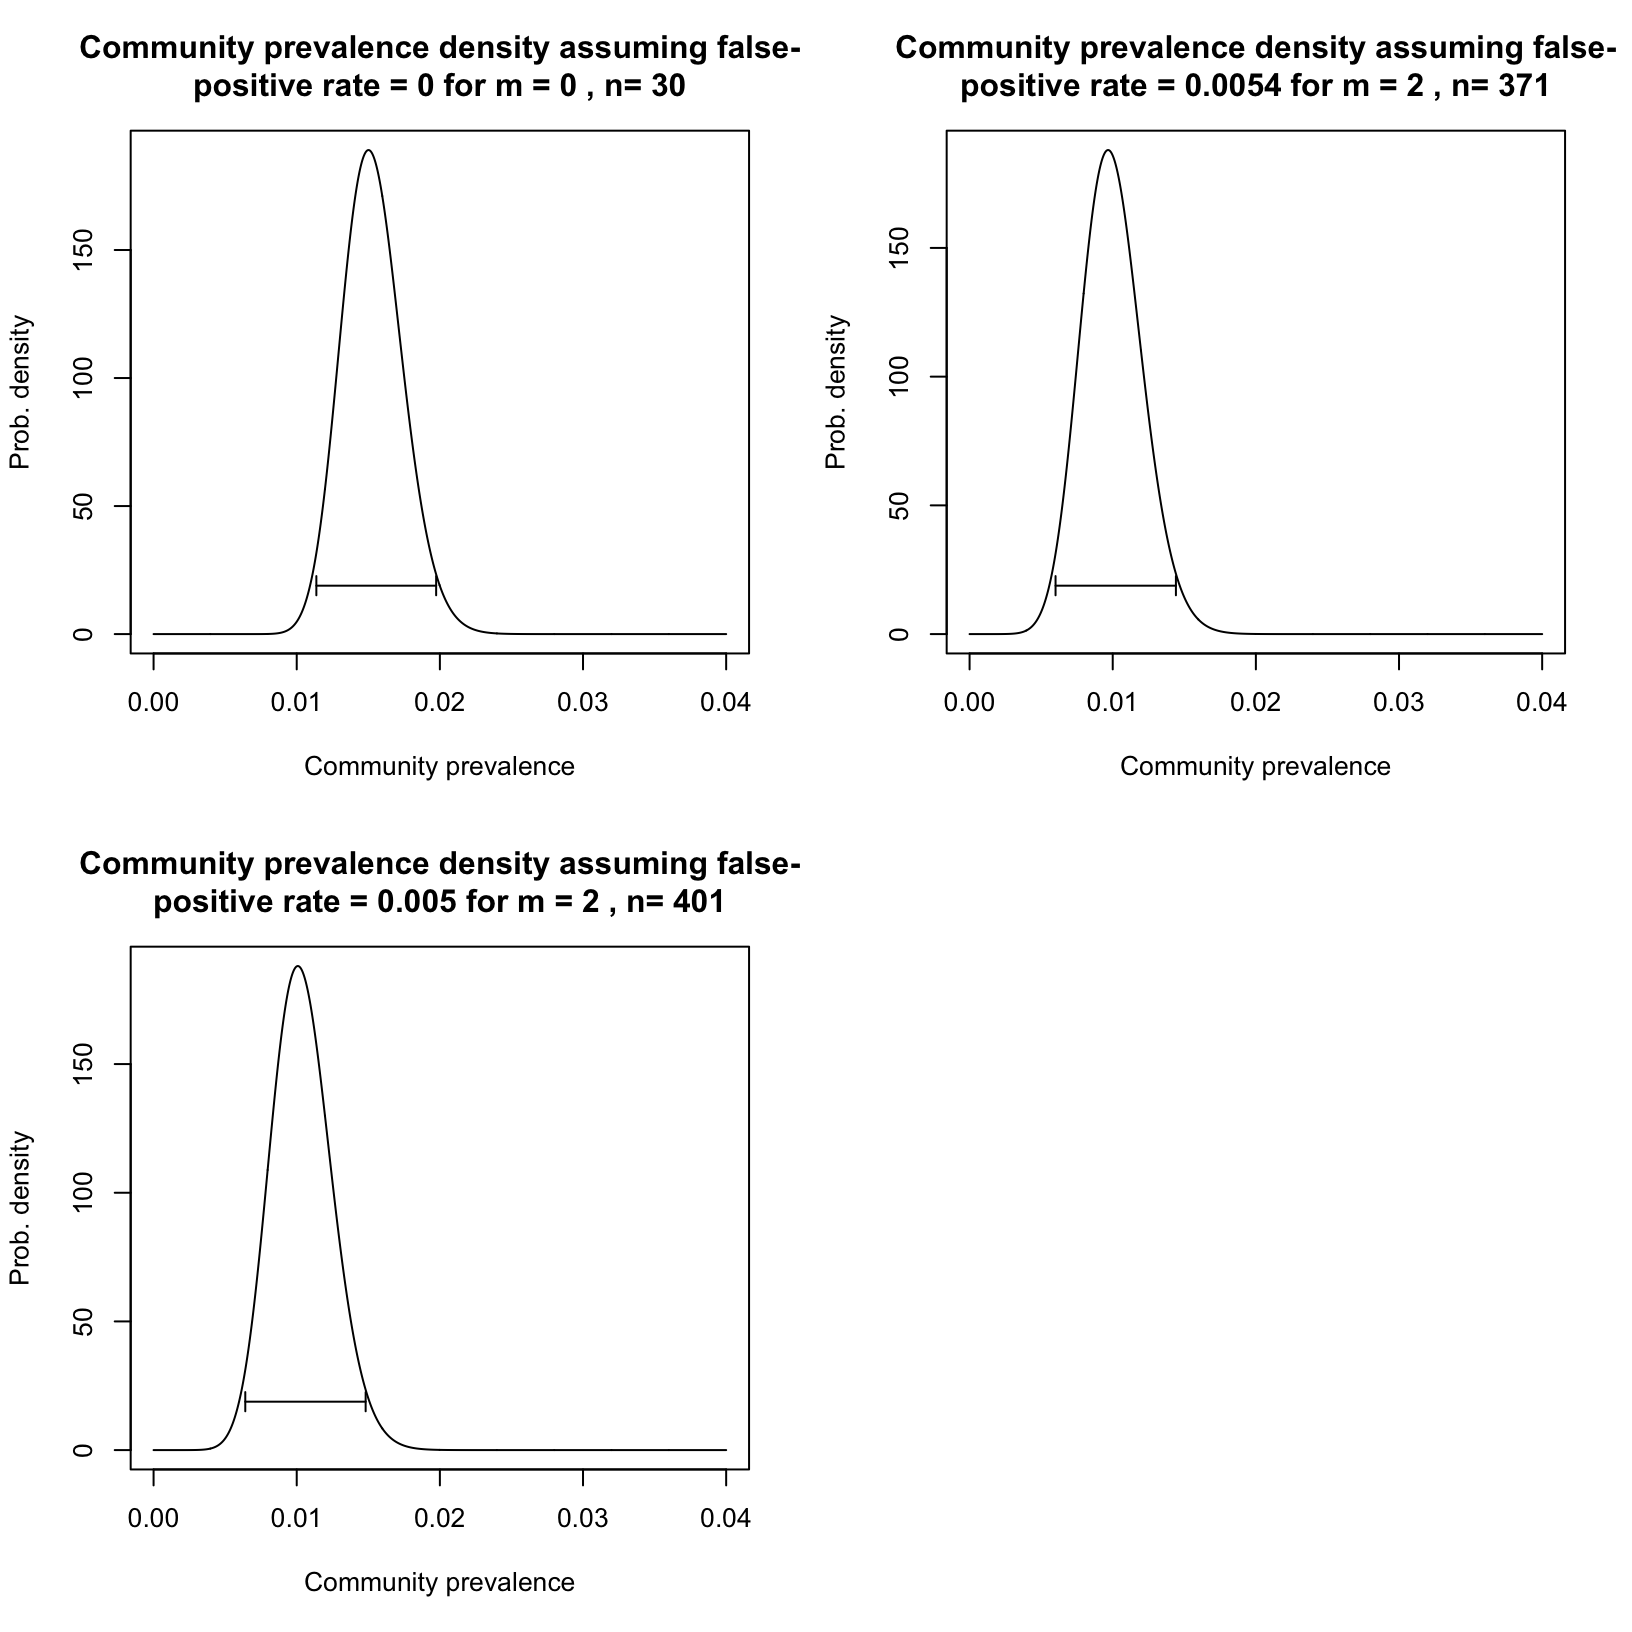 Community prevalence density assuming false-
positive rate = 0 for m = 0 , n= 30
Prob. density
150
100
50
0
0.00 0.01 0.02 0.03 0.04
Community prevalence
Community prevalence density assuming false-
positive rate = 0.0054 for m = 2 , n= 371
Prob. density
150
100
50
0
0.00 0.01 0.02 0.03 0.04
Community prevalence
Community prevalence density assuming false-
positive rate = 0.005 for m = 2 , n= 401
Prob. density
150
100
50
0
0.00 0.01 0.02 0.03 0.04
Community prevalence